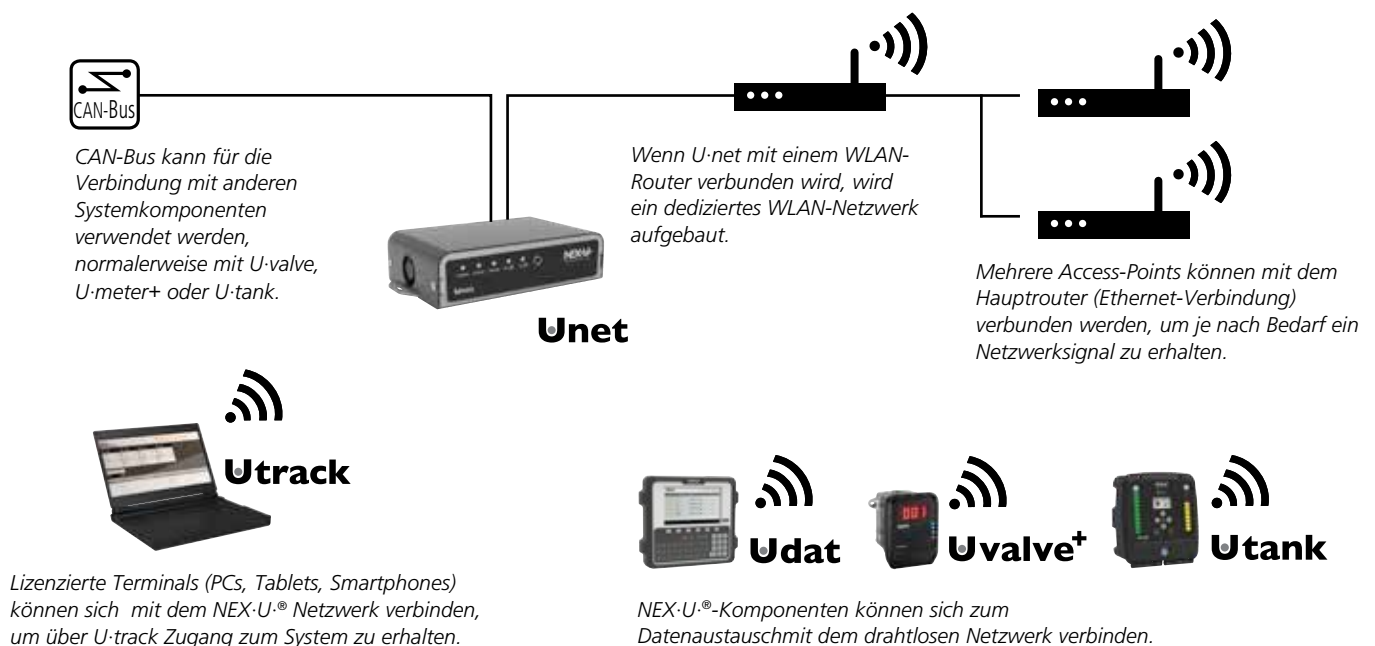 CAN-Bus
CAN-Bus kann für die
Verbindung mit anderen
Systemkomponenten
verwendet werden,
normalerweise mit U·valve,
U·meter+ oder U·tank.
NEX·U·
Unet
Wenn U·net mit einem WLAN-
Router verbunden wird, wird
ein dediziertes WLAN-Netzwerk
aufgebaut.
Mehrere Access-Points können mit dem
Hauptrouter (Ethernet-Verbindung)
verbunden werden, um je nach Bedarf ein
Netzwerksignal zu erhalten.
Utrack
Lizenzierte Terminals (PCs, Tablets, Smartphones)
können sich  mit dem NEX·U·® Netzwerk verbinden,
um über U·track Zugang zum System zu erhalten.
Udat
001
Uvalve+
Utank
NEX·U·®-Komponenten können sich zum
Datenaustauschmit dem drahtlosen Netzwerk verbinden.